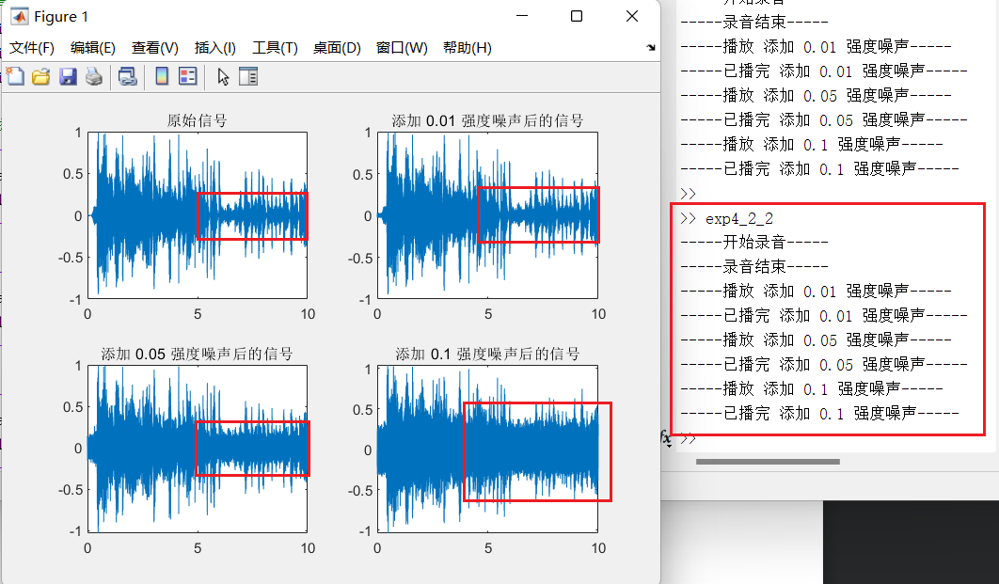 Figure 1
文件(F) 编辑(E) 查看(V) 插入(I) 工具(T) 桌面(D) 窗口(W) 帮助(H)
原始信号
1
0.5
0
-0.5
-1
0 5 10
添加 0.01 强度噪声后的信号
1
0.5
0
-0.5
-1
0 5 10
添加 0.05 强度噪声后的信号
1
0.5
0
-0.5
-1
0 5 10
添加 0.1 强度噪声后的信号
1
0.5
0
-0.5
-1
0 5 10
-----录音结束-----
-----播放 添加 0.01 强度噪声-----
-----已播完 添加 0.01 强度噪声-----
-----播放 添加 0.05 强度噪声-----
-----已播完 添加 0.05 强度噪声-----
-----播放 添加 0.1 强度噪声-----
-----已播完 添加 0.1 强度噪声-----
>>
>> exp4_2_2
-----开始录音-----
-----录音结束-----
-----播放 添加 0.01 强度噪声-----
-----已播完 添加 0.01 强度噪声-----
-----播放 添加 0.05 强度噪声-----
-----已播完 添加 0.05 强度噪声-----
-----播放 添加 0.1 强度噪声-----
-----已播完 添加 0.1 强度噪声-----
fx >>